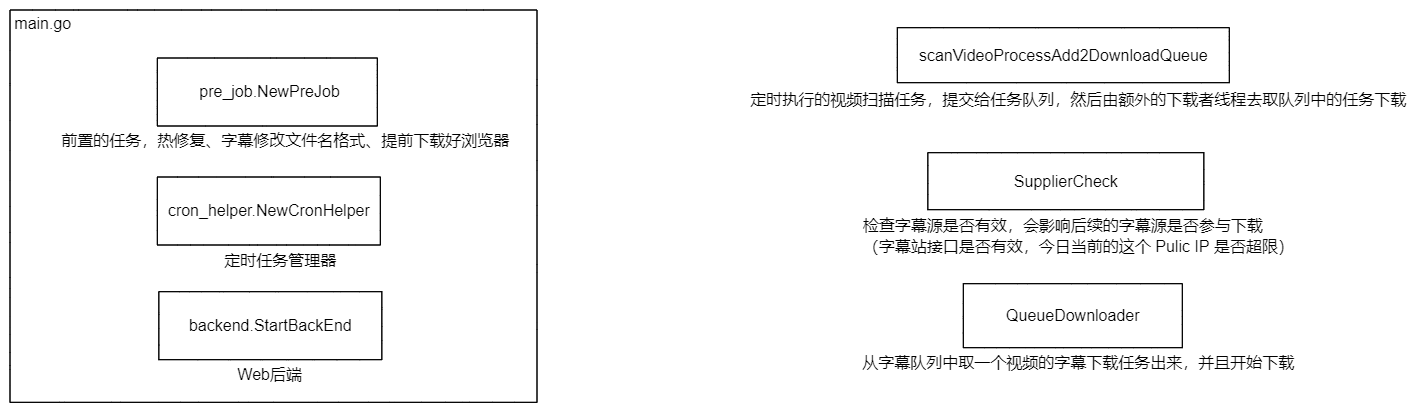 main.go
pre_job.NewPreJob
前置的任务，热修复、字幕修改文件名格式、提前下载好浏览器
cron_helper.NewCronHelper
定时任务管理器
backend.StartBackEnd
Web后端
scanVideoProcessAdd2DownloadQueue
定时执行的视频扫描任务，提交给任务队列，然后由额外的下载者线程去取队列中的任务下载
SupplierCheck
检查字幕源是否有效，会影响后续的字幕源是否参与下载
（字幕站接口是否有效，今日当前的这个 Pulic IP 是否超限）
QueueDownloader
从字幕队列中取一个视频的字幕下载任务出来，并且开始下载